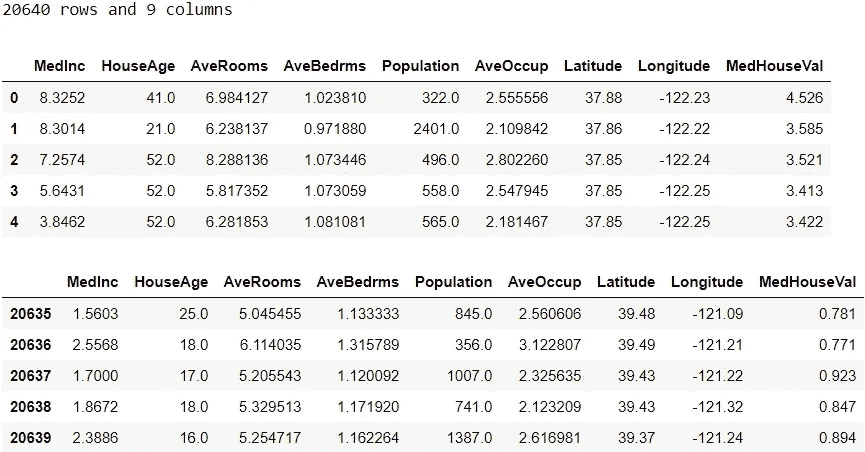 20640 rows and 9 columns
MedInc HouseAge AveRooms AveBedrms Population AveOccup Latitude Longitude MedHouseVal
0 8.3252 41.0 6.984127 1.023810 322.0 2.555556 37.88 -122.23 4.526
1 8.3014 21.0 6.238137 0.971880 2401.0 2.109842 37.86 -122.22 3.585
2 7.2574 52.0 8.288136 1.073446 496.0 2.802260 37.85 -122.24 3.521
3 5.6431 52.0 5.817352 1.073059 558.0 2.547945 37.85 -122.25 3.413
4 3.8462 52.0 6.281853 1.081081 565.0 2.181467 37.85 -122.25 3.422
MedInc HouseAge AveRooms AveBedrms Population AveOccup Latitude Longitude MedHouseVal
20635 1.5603 25.0 5.045455 1.133333 845.0 2.560606 39.48 -121.09 0.781
20636 2.5568 18.0 6.114035 1.315789 356.0 3.122807 39.49 -121.21 0.771
20637 1.7000 17.0 5.205543 1.120092 1007.0 2.325635 39.43 -121.22 0.923
20638 1.8672 18.0 5.329513 1.171920 741.0 2.123209 39.43 -121.32 0.847
20639 2.3886 16.0 5.254717 1.162264 1387.0 2.616981 39.37 -121.24 0.894